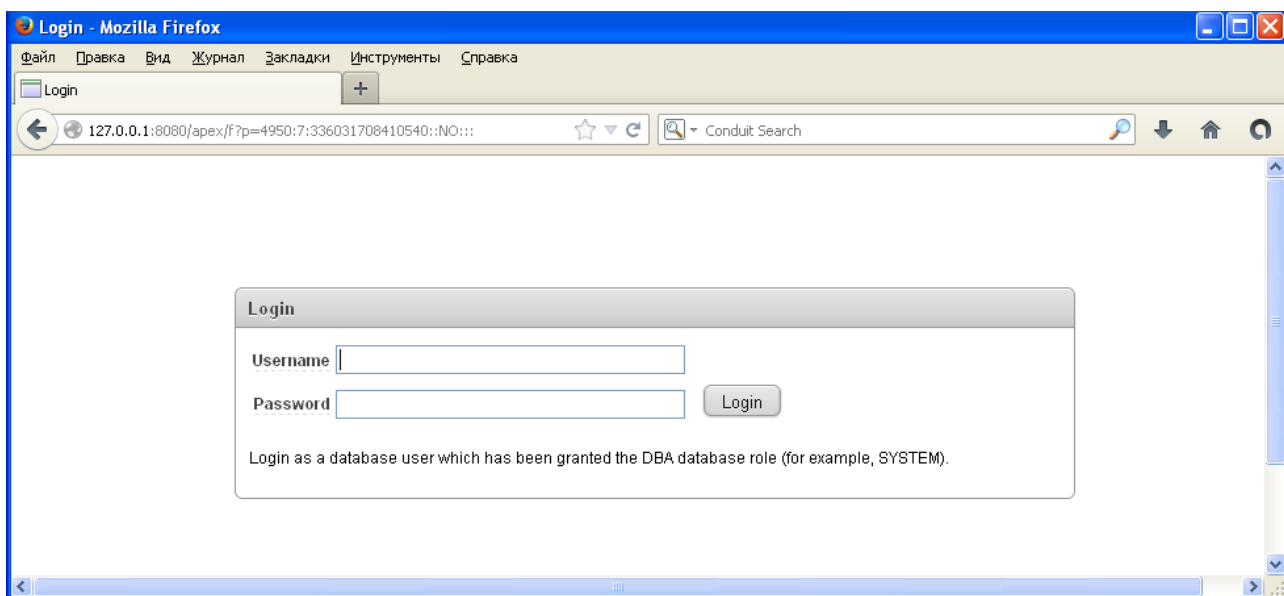 Login - Mozilla Firefox
Файл Правка Вид Журнал Закладки Инструменты Справка
Login
127.0.0.1:8080/apex/f?p=4950:7:336031708410540::NO::: Conduit Search
Login
Username
Password Login
Login as a database user which has been granted the DBA database role (for example, SYSTEM).